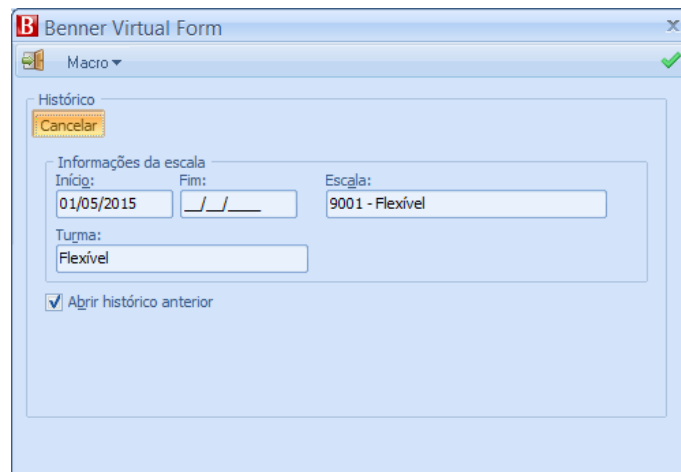 B Benner Virtual Form x
Macro
Histórico
Cancelar
Informações da escala
Início: Fim: Escala:
01/05/2015 __/__/____ 9001 - Flexível
Turma:
Flexível
Abrir histórico anterior